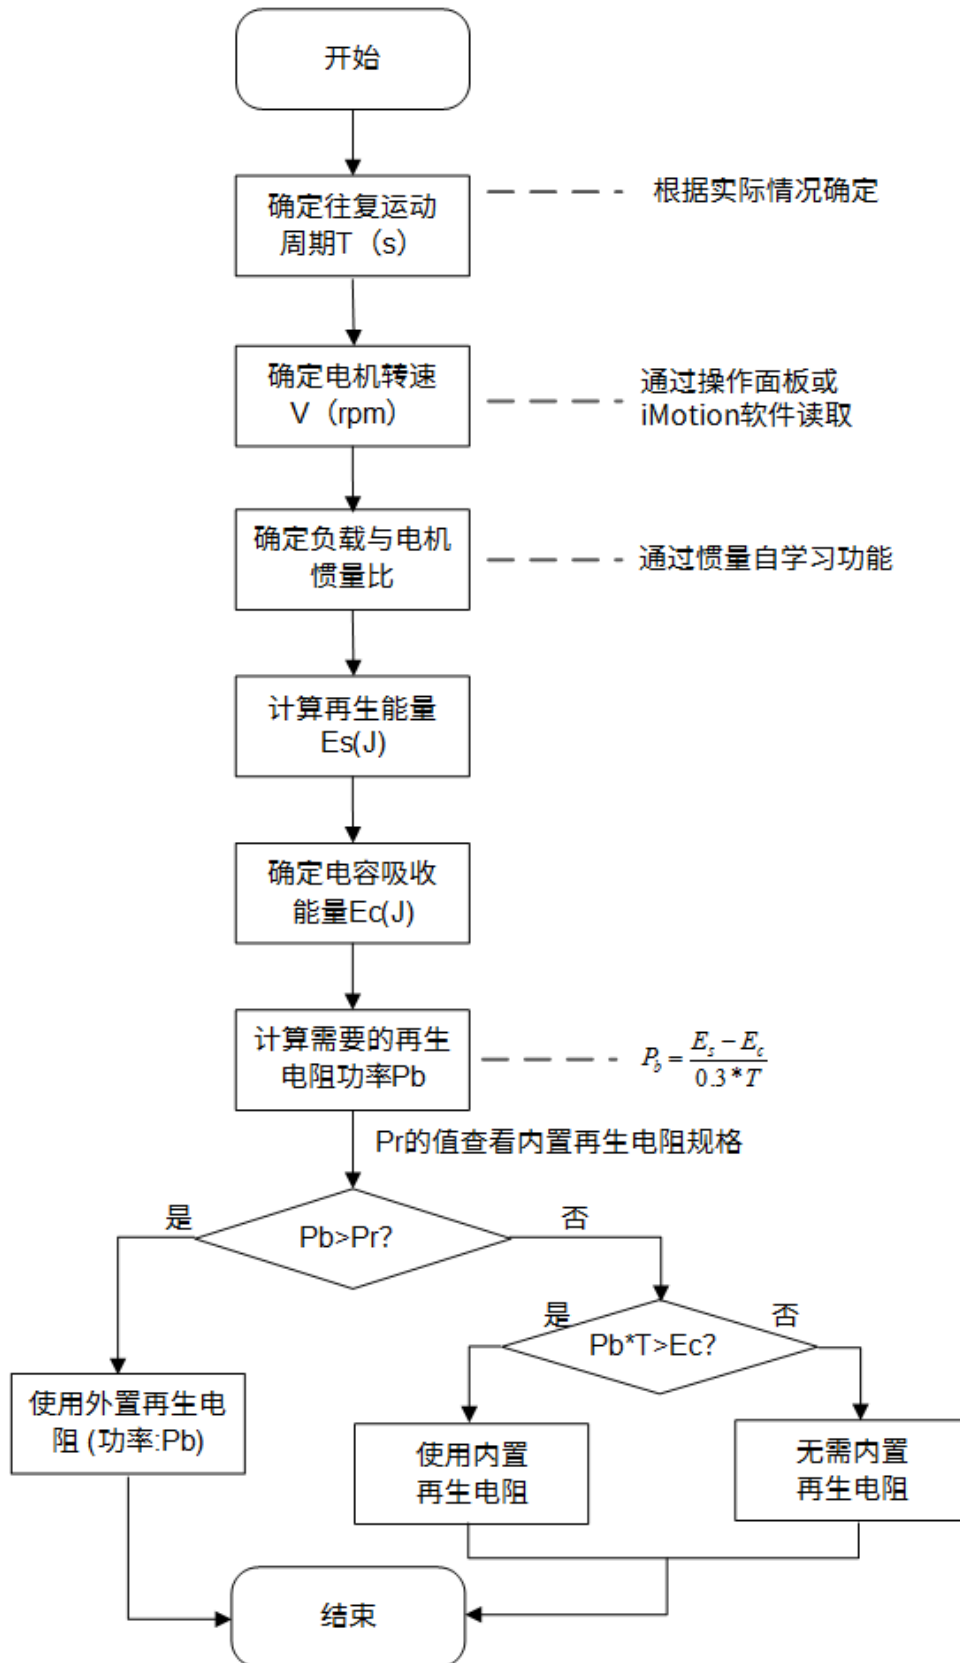 开始
确定往复运动
周期T（s）
根据实际情况确定
确定电机转速
V（rpm）
通过操作面板或
iMotion软件读取
确定负载与电机
惯量比
通过惯量自学习功能
计算再生能量
Es(J)
确定电容吸收
能量Ec(J)
计算需要的再生
电阻功率Pb
P_b = \frac{E_s - E_c}{0.3 * T}
Pr的值查看内置再生电阻规格
是
Pb>Pr?
否
是
Pb*T>Ec?
否
使用外置再生电
阻 (功率:Pb)
使用内置
再生电阻
无需内置
再生电阻
结束